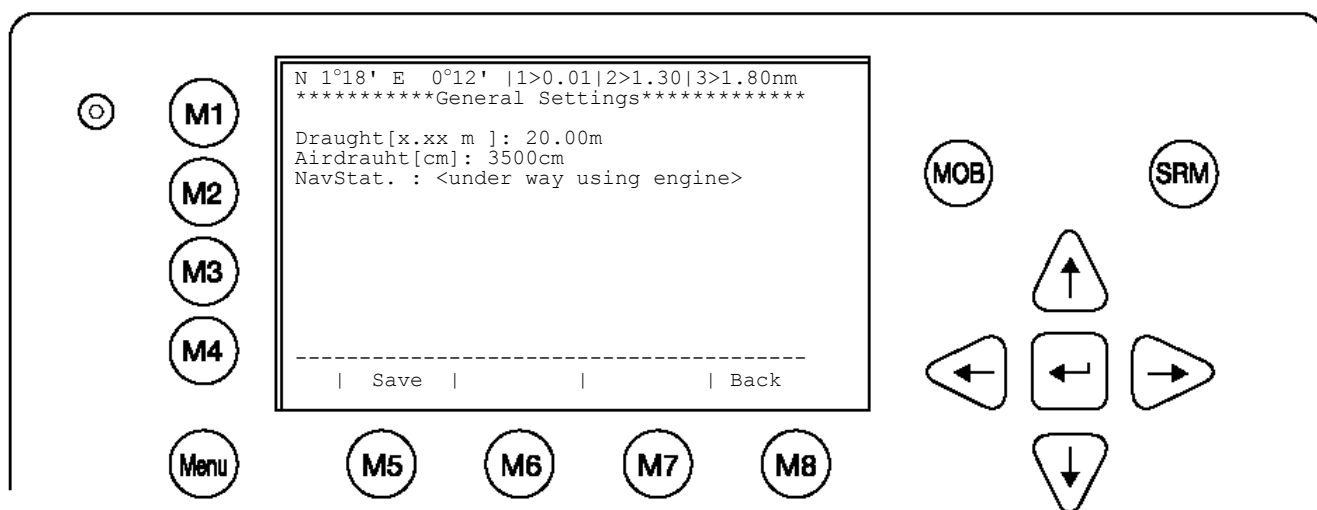 N 1°18' E  0°12' |1>0.01|2>1.30|3>1.80nm
***********General Settings*************
Draught[x.xx m ]: 20.00m
Airdrauht[cm]: 3500cm
NavStat. : <under way using engine>
----------------------------------------
| Save | | | Back
M1
M2
M3
M4
Menu
M5 M6 M7 M8
MOB SRM